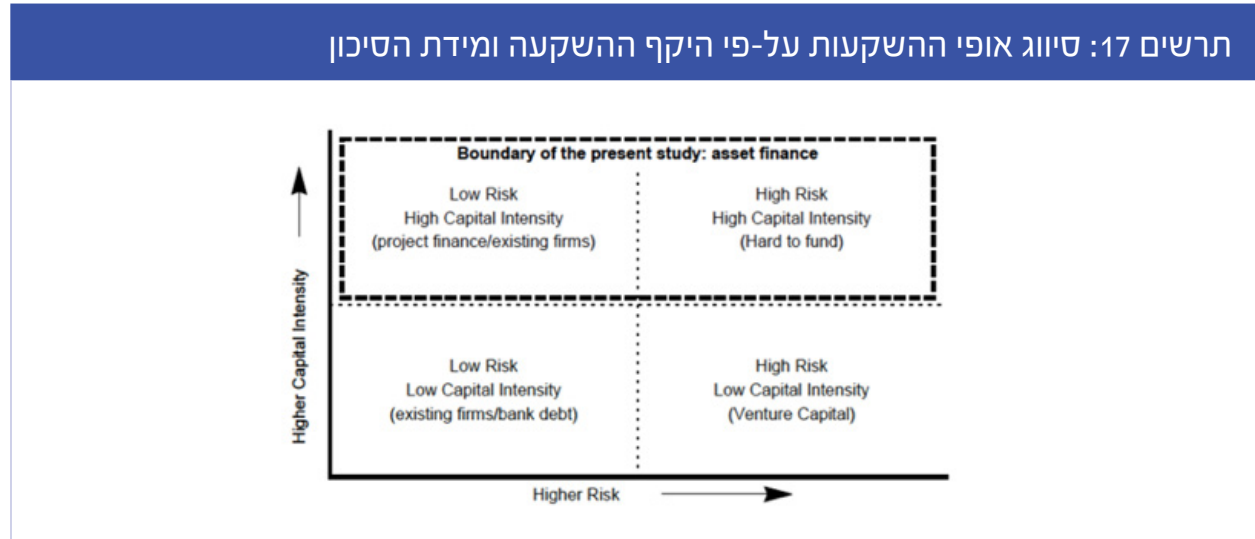 תרשים 17: סיווג אופי ההשקעות על-פי היקף ההשקעה ומידת הסיכון
Boundary of the present study: asset finance
Low Risk
High Capital Intensity
(project finance/existing firms)
High Risk
High Capital Intensity
(Hard to fund)
Higher Capital Intensity
Low Risk
Low Capital Intensity
(existing firms/bank debt)
High Risk
Low Capital Intensity
(Venture Capital)
Higher Risk